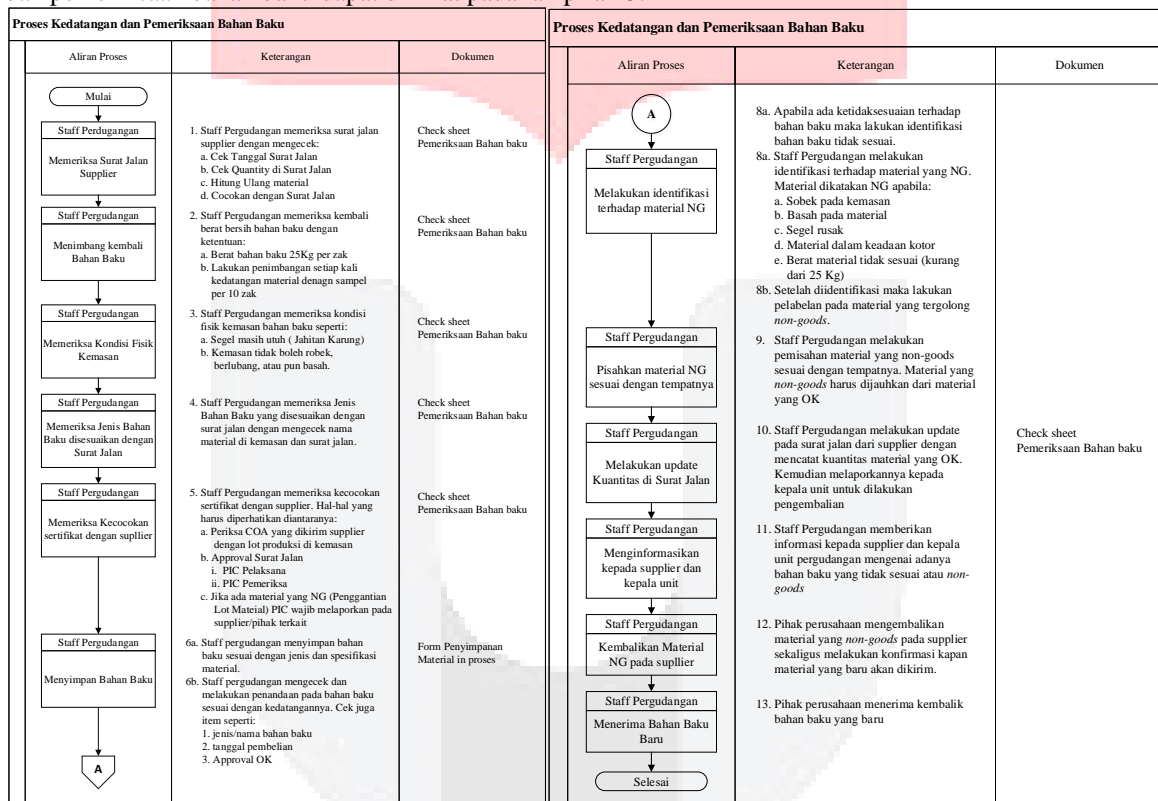 Proses Kedatangan dan Pemeriksaan Bahan Baku
Aliran Proses
Keterangan
Dokumen
Mulai
Staff Perdugangan
Memeriksa Surat Jalan
Supplier
1. Staff Pergudangan memeriksa surat jalan
supplier dengan mengecek:
a. Cek Tanggal Surat Jalan
b. Cek Quantity di Surat Jalan
c. Hitung Ulang material
d. Cocokan dengan Surat Jalan
Check sheet
Pemeriksaan Bahan baku
Staff Pergudangan
Menimbang kembali
Bahan Baku
2. Staff Pergudangan memeriksa kembali
berat bersih bahan baku dengan
ketentuan:
a. Berat bahan baku 25Kg per zak
b. Lakukan penimbangan setiap kali
kedatangan material denagn sampel
per 10 zak
Check sheet
Pemeriksaan Bahan baku
Staff Pergudangan
Memeriksa Kondisi Fisik
Kemasan
3. Staff Pergudangan memeriksa kondisi
fisik kemasan bahan baku seperti:
a. Segel masih utuh ( Jahitan Karung)
b. Kemasan tidak boleh robek,
berlubang, atau pun basah.
Check sheet
Pemeriksaan Bahan baku
Staff Pergudangan
Memeriksa Jenis Bahan
Baku disesuaikan dengan
Surat Jalan
4. Staff Pergudangan memeriksa Jenis
Bahan Baku yang disesuaikan dengan
surat jalan dengan mengecek nama
material di kemasan dan surat jalan.
Check sheet
Pemeriksaan Bahan baku
Staff Pergudangan
Memeriksa Kecocokan
sertifikat dengan supllier
5. Staff Pergudangan memeriksa kecocokan
sertifikat dengan supplier. Hal-hal yang
harus diperhatikan diantaranya:
a. Periksa COA yang dikirim supplier
dengan lot produksi di kemasan
b. Approval Surat Jalan
i. PIC Pelaksana
ii. PIC Pemeriksa
c. Jika ada material yang NG (Penggantian
Lot Mateial) PIC wajib melaporkan pada
supplier/pihak terkait
Check sheet
Pemeriksaan Bahan baku
Staff Pergudangan
Menyimpan Bahan Baku
6a. Staff pergudangan menyimpan bahan
baku sesuai dengan jenis dan spesifikasi
material.
6b. Staff pergudangan mengecek dan
melakukan penandaan pada bahan baku
sesuai dengan kedatangannya. Cek juga
item seperti:
1. jenis/nama bahan baku
2. tanggal pembelian
3. Approval OK
Form Penyimpanan
Material in proses
A
Proses Kedatangan dan Pemeriksaan Bahan Baku
Aliran Proses
Keterangan
Dokumen
A
Staff Pergudangan
Melakukan identifikasi
terhadap material NG
8a. Apabila ada ketidaksesuaian terhadap
bahan baku maka lakukan identifikasi
bahan baku tidak sesuai.
8a. Staff Pergudangan melakukan
identifikasi terhadap material yang NG.
Material dikatakan NG apabila:
a. Sobek pada kemasan
b. Basah pada material
c. Segel rusak
d. Material dalam keadaan kotor
e. Berat material tidak sesuai (kurang
dari 25 Kg)
8b. Setelah diidentifikasi maka lakukan
pelabelan pada material yang tergolong
non-goods.
Staff Pergudangan
Pisahkan material NG
sesuai dengan tempatnya
9. Staff Pergudangan melakukan
pemisahan material yang non-goods
sesuai dengan tempatnya. Material yang
non-goods harus dijauhkan dari material
yang OK
Staff Pergudangan
Melakukan update
Kuantitas di Surat Jalan
10. Staff Pergudangan melakukan update
pada surat jalan dari supplier dengan
mencatat kuantitas material yang OK.
Kemudian melaporkannya kepada
kepala unit untuk dilakukan
pengembalian
Check sheet
Pemeriksaan Bahan baku
Staff Pergudangan
Menginformasikan
kepada supplier dan
kepala unit
11. Staff Pergudangan memberikan
informasi kepada supplier dan kepala
unit pergudangan mengenai adanya
bahan baku yang tidak sesuai atau non-
goods
Staff Pergudangan
Kembalikan Material
NG pada supllier
12. Pihak perusahaan mengembalikan
material yang non-goods pada supplier
sekaligus melakukan konfirmasi kapan
material yang baru akan dikirim.
Staff Pergudangan
Menerima Bahan Baku
Baru
13. Pihak perusahaan menerima kembalik
bahan baku yang baru
Selesai